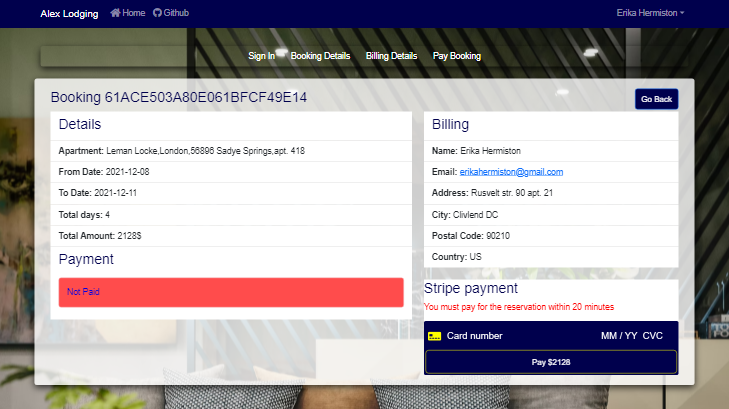 Alex Lodging Home Github Erika Hermiston
Sign In Booking Details Billing Details Pay Booking
Booking 61ACE503A80E061BFCF49E14
Go Back
Details
Apartment: Leman Locke,London,56896 Sadye Springs,apt. 418
From Date: 2021-12-08
To Date: 2021-12-11
Total days: 4
Total Amount: 2128$
Payment
Not Paid
Billing
Name: Erika Hermiston
Email: erikahermiston@gmail.com
Address: Rusvelt str. 90 apt. 21
City: Clivlend DC
Postal Code: 90210
Country: US
Stripe payment
You must pay for the reservation within 20 minutes
Card number MM / YY CVC
Pay $2128